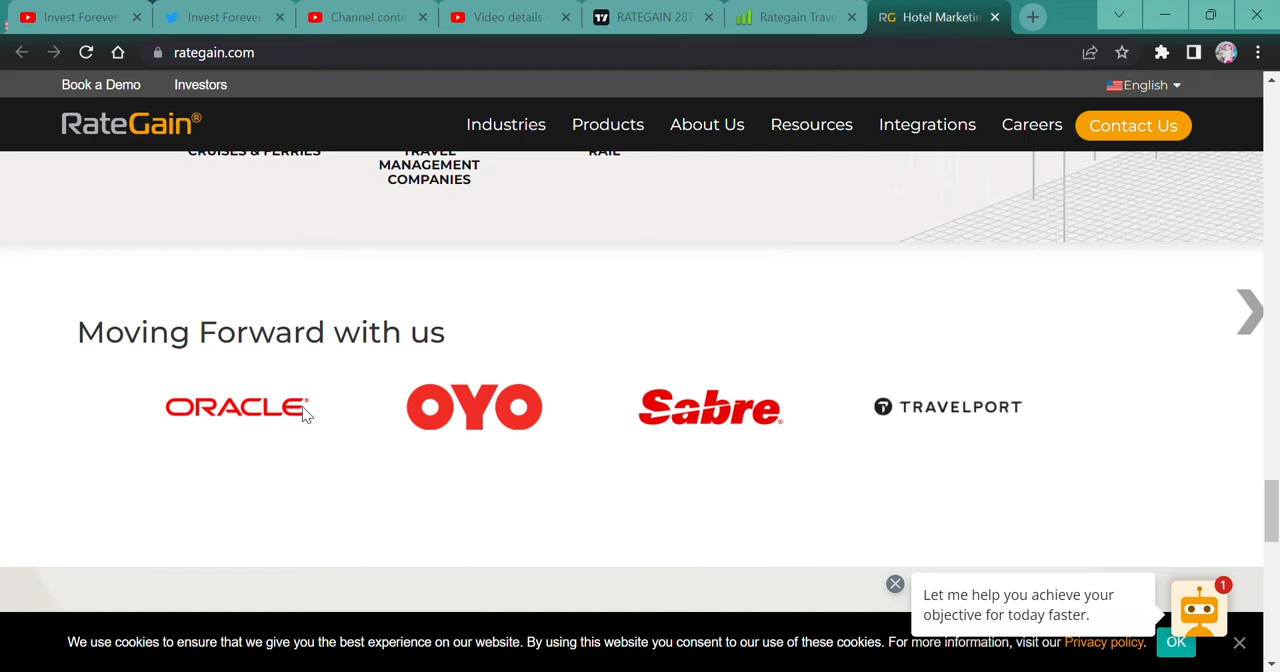 Invest Forever
Invest Forever
Channel conte
Video details -
RATEGAIN 287
Rategain Trave
RG Hotel Marketin
rategain.com
Book a Demo Investors English
RateGain® Industries Products About Us Resources Integrations Careers Contact Us
CRUISES & FERRIES TRAVEL RAIL
MANAGEMENT
COMPANIES
Moving Forward with us
ORACLE® OYO Sabre® TRAVELPORT
1
Let me help you achieve your
objective for today faster.
We use cookies to ensure that we give you the best experience on our website. By using this website you consent to our use of these cookies. For more information, visit our Privacy policy. OK